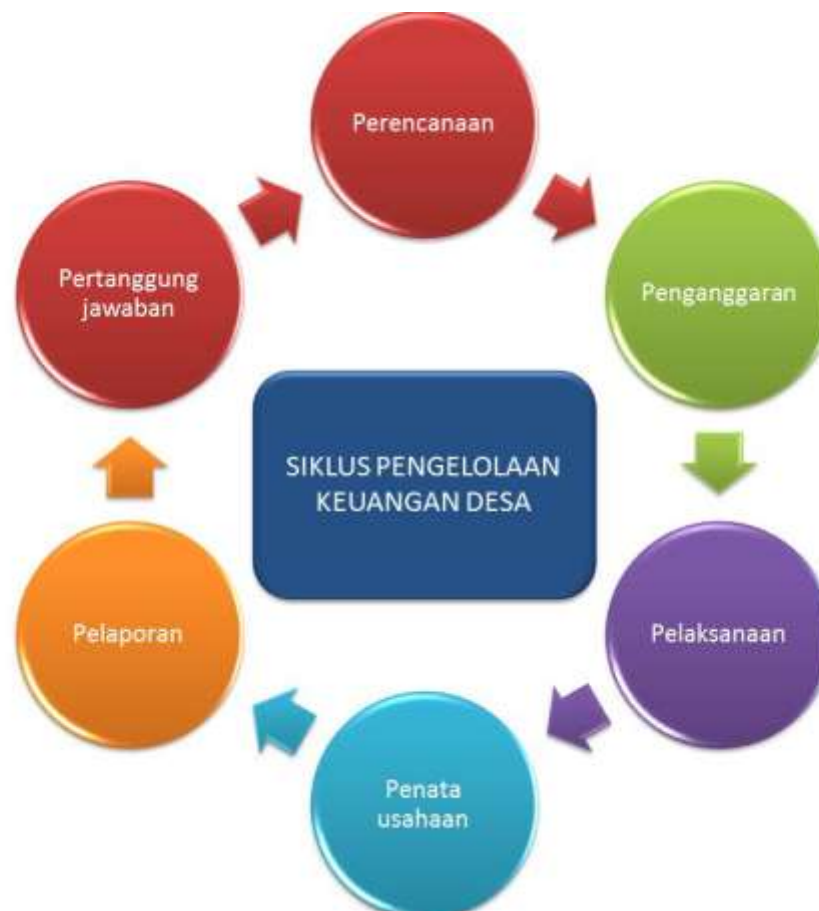 Perencanaan
Penganggaran
Pelaksanaan
Penata
usahaan
Pelaporan
Pertanggung
jawaban
SIKLUS PENGELOLAAN
KEUANGAN DESA